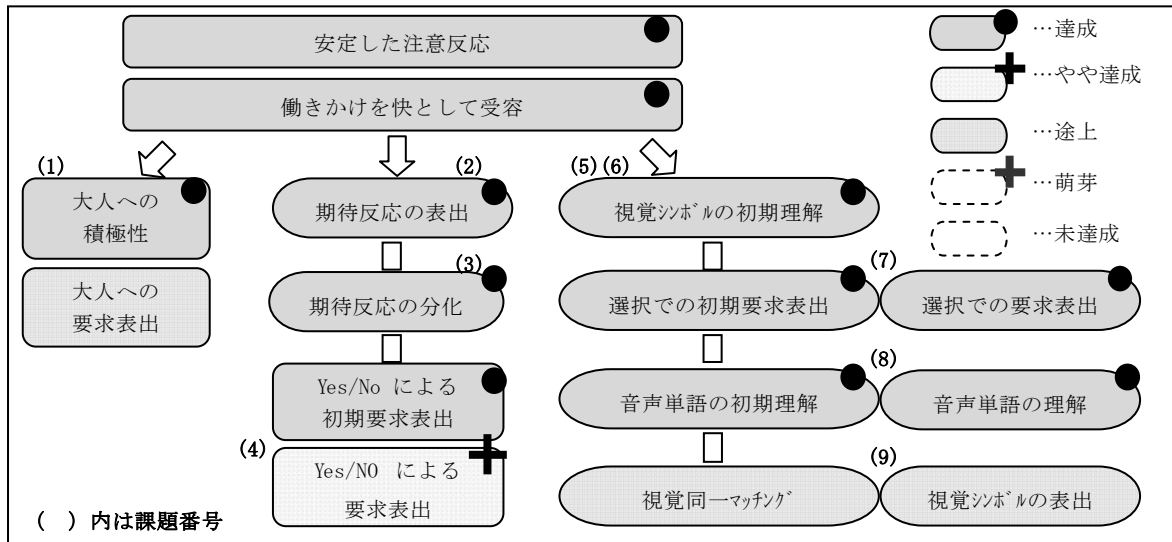 安定した注意反応
働きかけを快として受容
…達成
…やや達成
…途上
…萌芽
…未達成
(1)
大人への
積極性
大人への
要求表出
(2)
期待反応の表出
(3)
期待反応の分化
Yes/No による
初期要求表出
(4)
Yes/NO による
要求表出
(5) (6)
視覚ｼﾝﾎﾞﾙの初期理解
選択での初期要求表出
(7)
選択での要求表出
音声単語の初期理解
(8)
音声単語の理解
視覚同一ﾏｯﾁﾝｸﾞ
(9)
視覚ｼﾝﾎﾞﾙの表出
( ) 内は課題番号